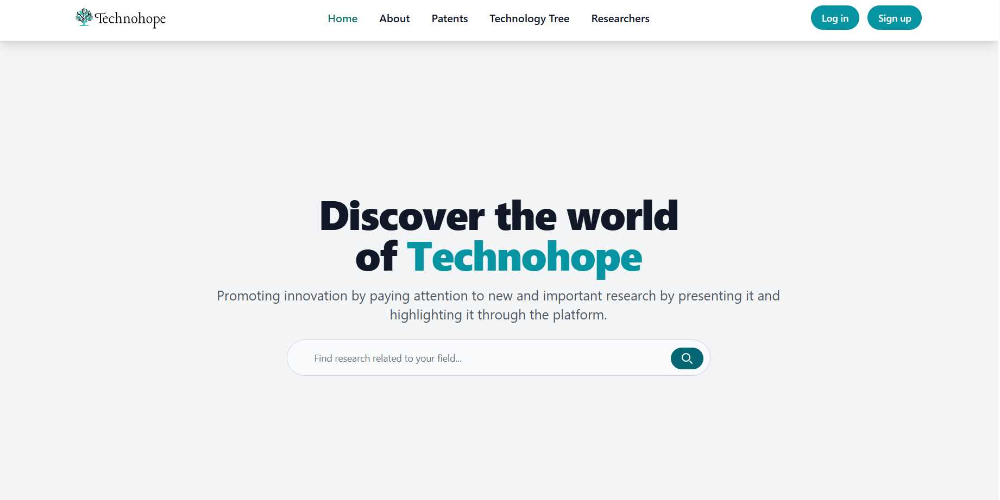 Technohope
Home
About
Patents
Technology Tree
Researchers
Log in
Sign up
Discover the world
of Technohope
Promoting innovation by paying attention to new and important research by presenting it and
highlighting it through the platform.
Find research related to your field...